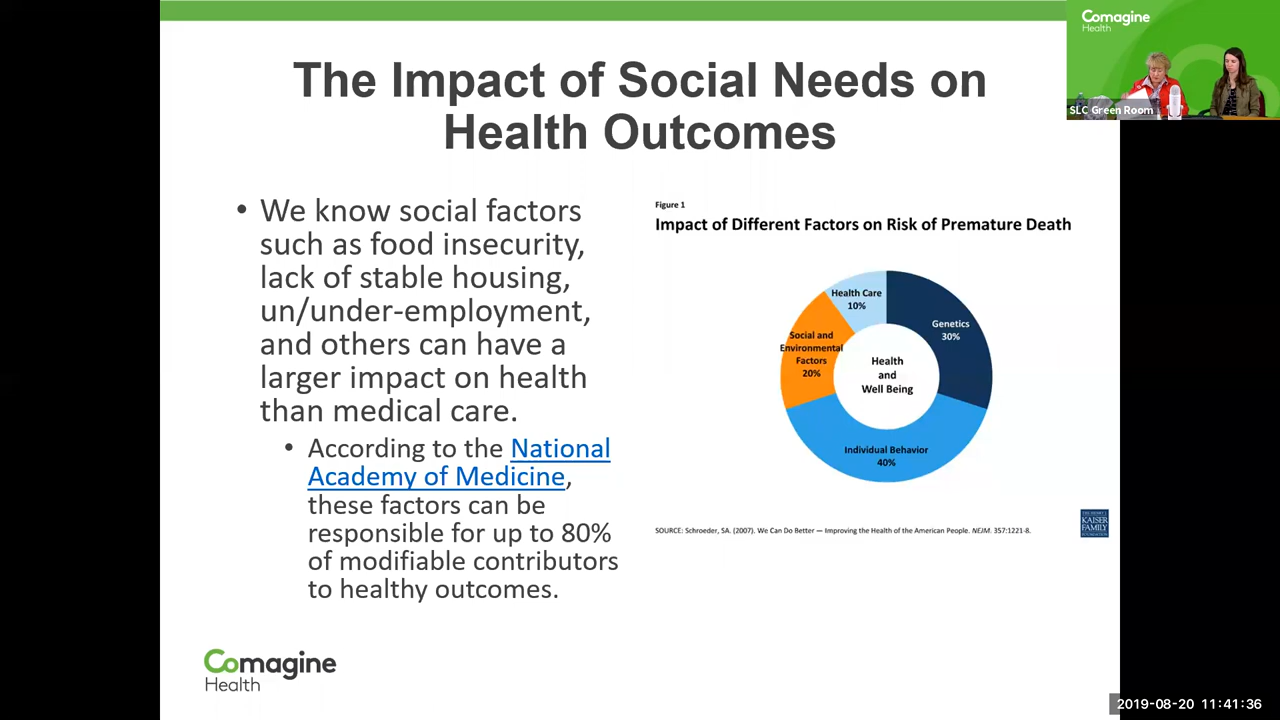 Comagine
Health
SLC Green Room
The Impact of Social Needs on
Health Outcomes
• We know social factors
such as food insecurity,
lack of stable housing,
un/under-employment,
and others can have a
larger impact on health
than medical care.
• According to the National
Academy of Medicine,
these factors can be
responsible for up to 80%
of modifiable contributors
to healthy outcomes.
Figure 1
Impact of Different Factors on Risk of Premature Death
Health Care
10%
Genetics
30%
Social and
Environmental
Factors
20%
Health
and
Well Being
Individual Behavior
40%
SOURCE: Schroeder, SA. (2007). We Can Do Better — Improving the Health of the American People. NEJM. 357:1221-8.
THE HENRY J.
KAISER
FAMILY
FOUNDATION
Comagine
Health
2019-08-20 11:41:36